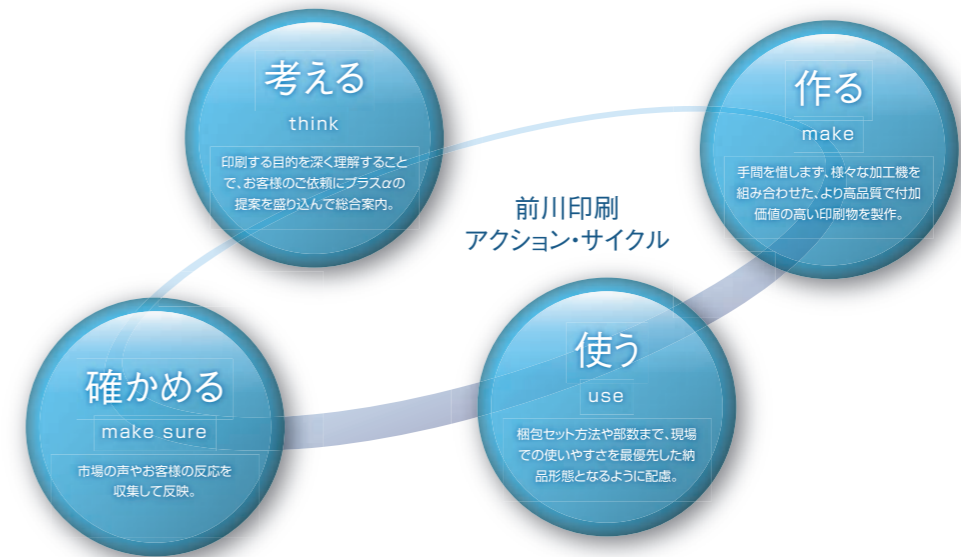 考える
think
印刷する目的を深く理解すること
で、お客様のご依頼にプラスαの
提案を盛り込んで総合案内。
作る
make
手間を惜しまず、様々な加工機を
組み合わせた、より高品質で付加
価値の高い印刷物を製作。
前川印刷
アクション・サイクル
使う
use
梱包セット方法や部数まで、現場
での使いやすさを最優先した納
品形態となるように配慮。
確かめる
make sure
市場の声やお客様の反応を
収集して反映。